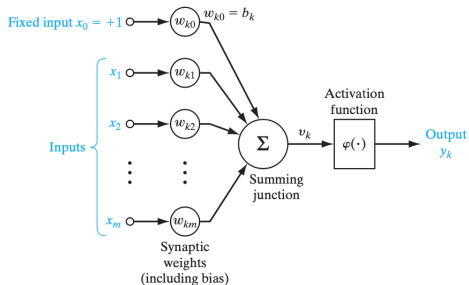 Fixed input x₀ = +1
wₖ₀
wₖ₀ = bₖ
x₁
wₖ₁
Activation
function
x₂
wₖ₂
Σ
vₖ
φ(·)
Output
yₖ
Inputs
Summing
junction
xₘ
wₖₘ
Synaptic
weights
(including bias)